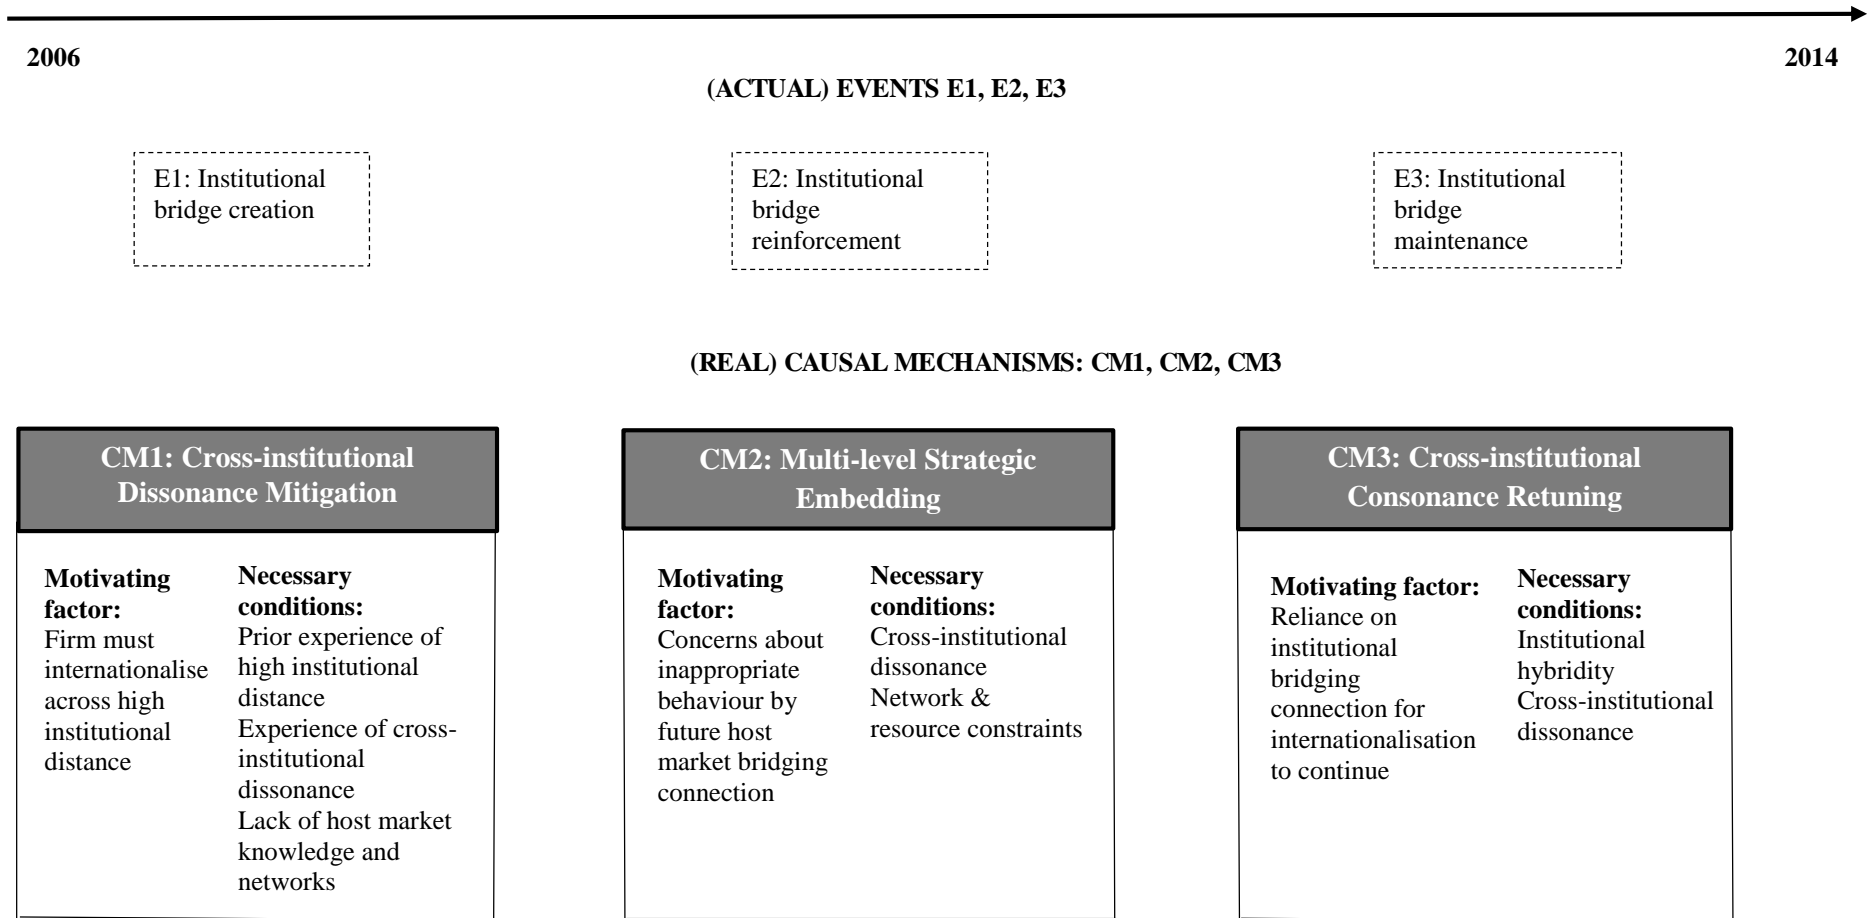 2006
2014
(ACTUAL) EVENTS E1, E2, E3
E1: Institutional
bridge creation
E2: Institutional
bridge
reinforcement
E3: Institutional
bridge
maintenance
(REAL) CAUSAL MECHANISMS: CM1, CM2, CM3
CM1: Cross-institutional
Dissonance Mitigation
Motivating
factor:
Firm must
internationalise
across high
institutional
distance
Necessary
conditions:
Prior experience of
high institutional
distance
Experience of cross-
institutional
dissonance
Lack of host market
knowledge and
networks
CM2: Multi-level Strategic
Embedding
Motivating
factor:
Concerns about
inappropriate
behaviour by
future host
market bridging
connection
Necessary
conditions:
Cross-institutional
dissonance
Network &
resource constraints
CM3: Cross-institutional
Consonance Retuning
Motivating factor:
Reliance on
institutional
bridging
connection for
internationalisation
to continue
Necessary
conditions:
Institutional
hybridity
Cross-institutional
dissonance